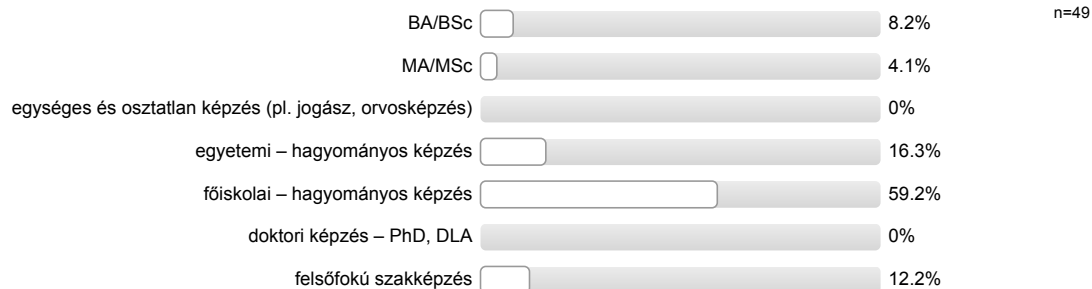 BA/BSc 8.2% n=49
MA/MSc 4.1%
egységes és osztatlan képzés (pl. jogász, orvosképzés) 0%
egyetemi – hagyományos képzés 16.3%
főiskolai – hagyományos képzés 59.2%
doktori képzés – PhD, DLA 0%
felsőfokú szakképzés 12.2%